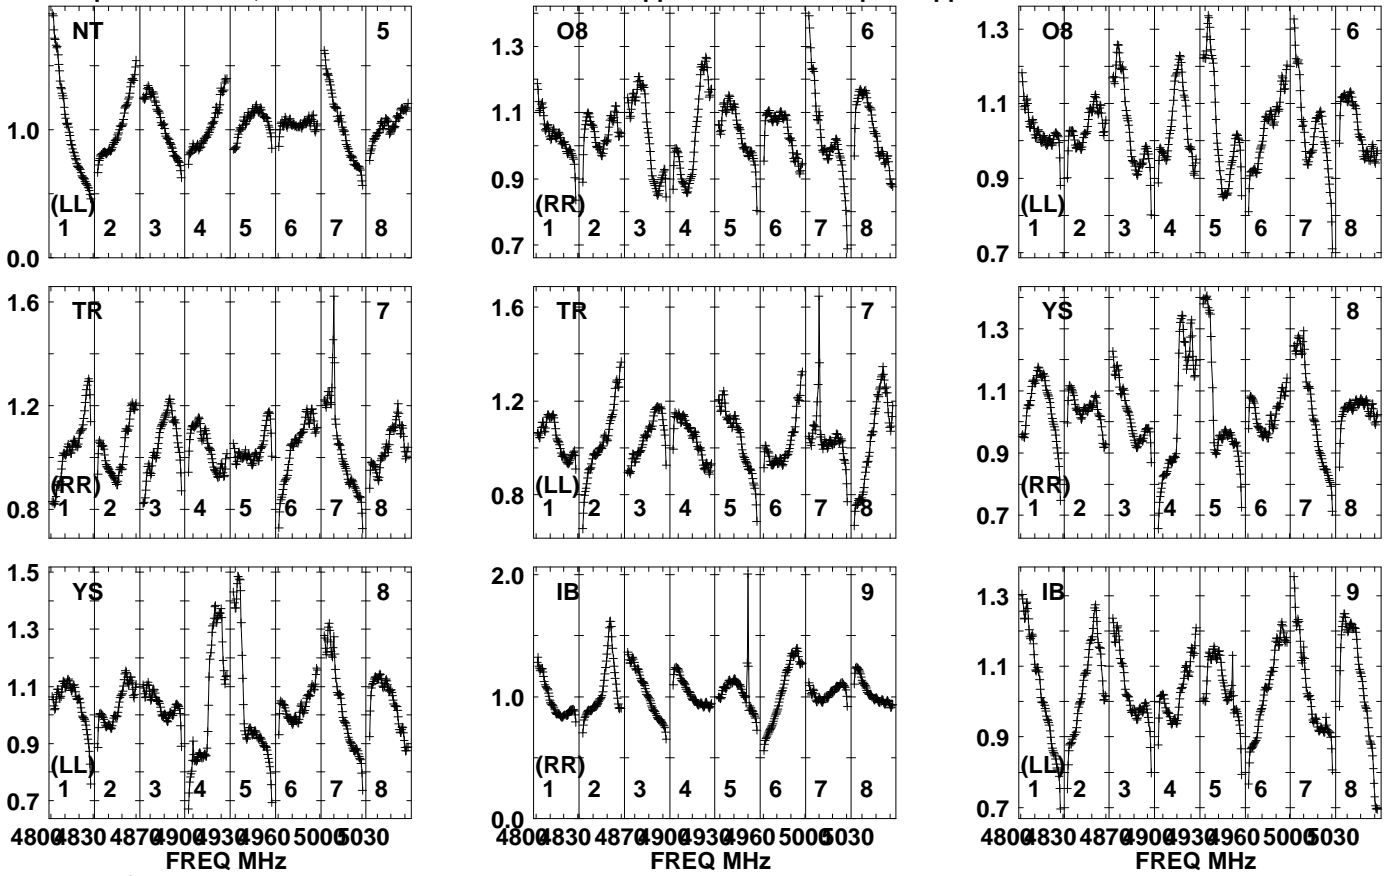 NT 5 O8 6 O8 6
1.3 1.3
1.0 1.1 1.1
0.9 0.9
(LL) (RR) (LL)
1 2 3 4 5 6 7 8 1 2 3 4 5 6 7 8 1 2 3 4 5 6 7 8
0.0 0.7 0.7
1.6 TR 7 1.6 TR 7 YS 8
1.3
1.2 1.2 1.1
0.9
(RR) (LL) (RR)
0.8 0.8 0.7
1 2 3 4 5 6 7 8 1 2 3 4 5 6 7 8 1 2 3 4 5 6 7 8
1.5 YS 8 2.0 IB 9 IB 9
1.3 1.3
1.1 1.0 1.1
0.9 0.9
(LL) (RR) (LL)
1 2 3 4 5 6 7 8 1 2 3 4 5 6 7 8 1 2 3 4 5 6 7 8
0.7 0.0 0.7
4800 4830 4870 4900 4930 4960 5000 5030 4800 4830 4870 4900 4930 4960 5000 5030 4800 4830 4870 4900 4930 4960 5000 5030
FREQ MHz FREQ MHz FREQ MHz